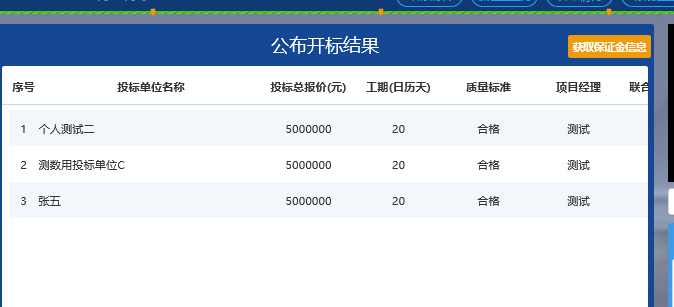 公布开标结果
获取保证金信息
序号 投标单位名称 投标总报价(元) 工期(日历天) 质量标准 项目经理 联合
1 个人测试二 5000000 20 合格 测试
2 测数用投标单位C 5000000 20 合格 测试
3 张五 5000000 20 合格 测试